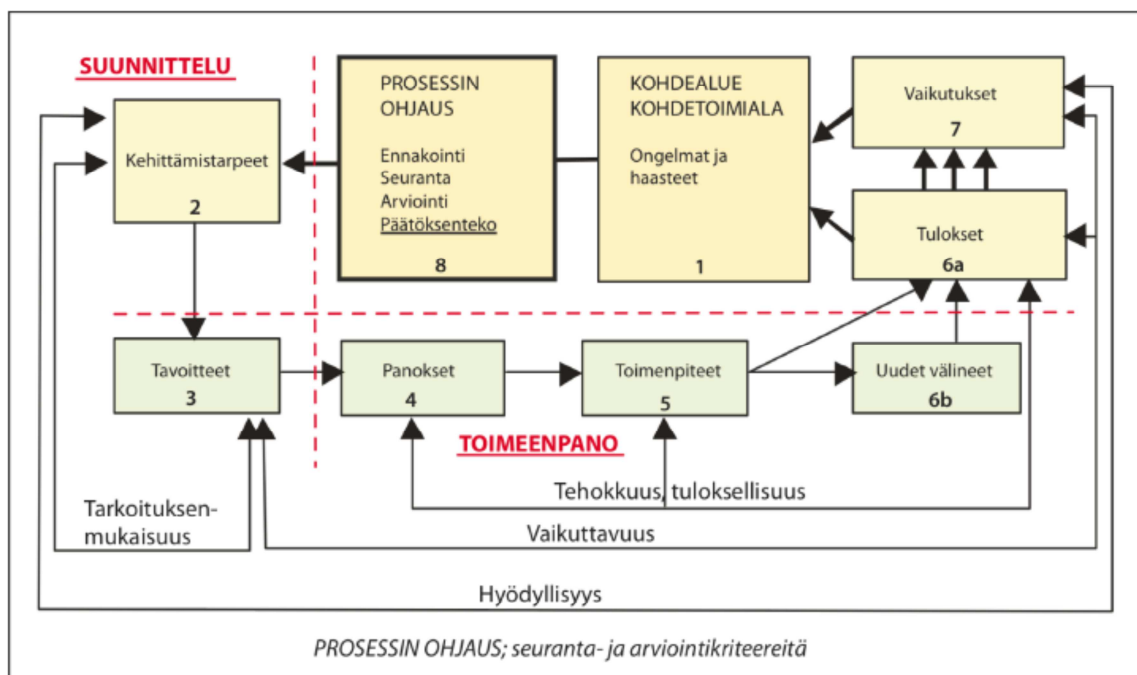 SUUNNITTELU
Kehittämistarpeet
2
PROSESSIN
OHJAUS
Ennakointi
Seuranta
Arviointi
Päätöksenteko
8
KOHDEALUE
KOHDETOIMIALA
Ongelmat ja
haasteet
1
Vaikutukset
7
Tulokset
6a
Tavoitteet
3
Panokset
4
Toimenpiteet
5
Uudet välineet
6b
TOIMEENPANO
Tehokkuus, tuloksellisuus
Tarkoituksen-
mukaisuus
Vaikuttavuus
Hyödyllisyys
PROSESSIN OHJAUS; seuranta- ja arviointikriteereitä